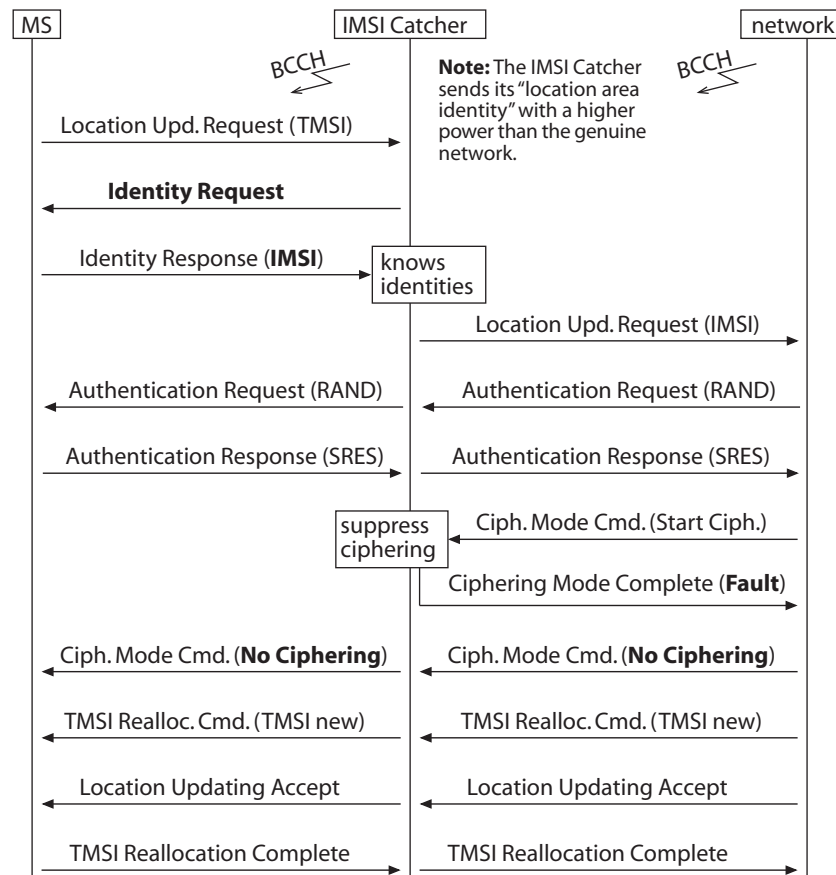 MS
IMSI Catcher
network
BCCH
Note: The IMSI Catcher
sends its "location area
identity" with a higher
power than the genuine
network.
BCCH
Location Upd. Request (TMSI)
Identity Request
Identity Response (IMSI)
knows
identities
Location Upd. Request (IMSI)
Authentication Request (RAND)
Authentication Request (RAND)
Authentication Response (SRES)
Authentication Response (SRES)
suppress
ciphering
Ciph. Mode Cmd. (Start Ciph.)
Ciphering Mode Complete (Fault)
Ciph. Mode Cmd. (No Ciphering)
Ciph. Mode Cmd. (No Ciphering)
TMSI Realloc. Cmd. (TMSI new)
TMSI Realloc. Cmd. (TMSI new)
Location Updating Accept
Location Updating Accept
TMSI Reallocation Complete
TMSI Reallocation Complete